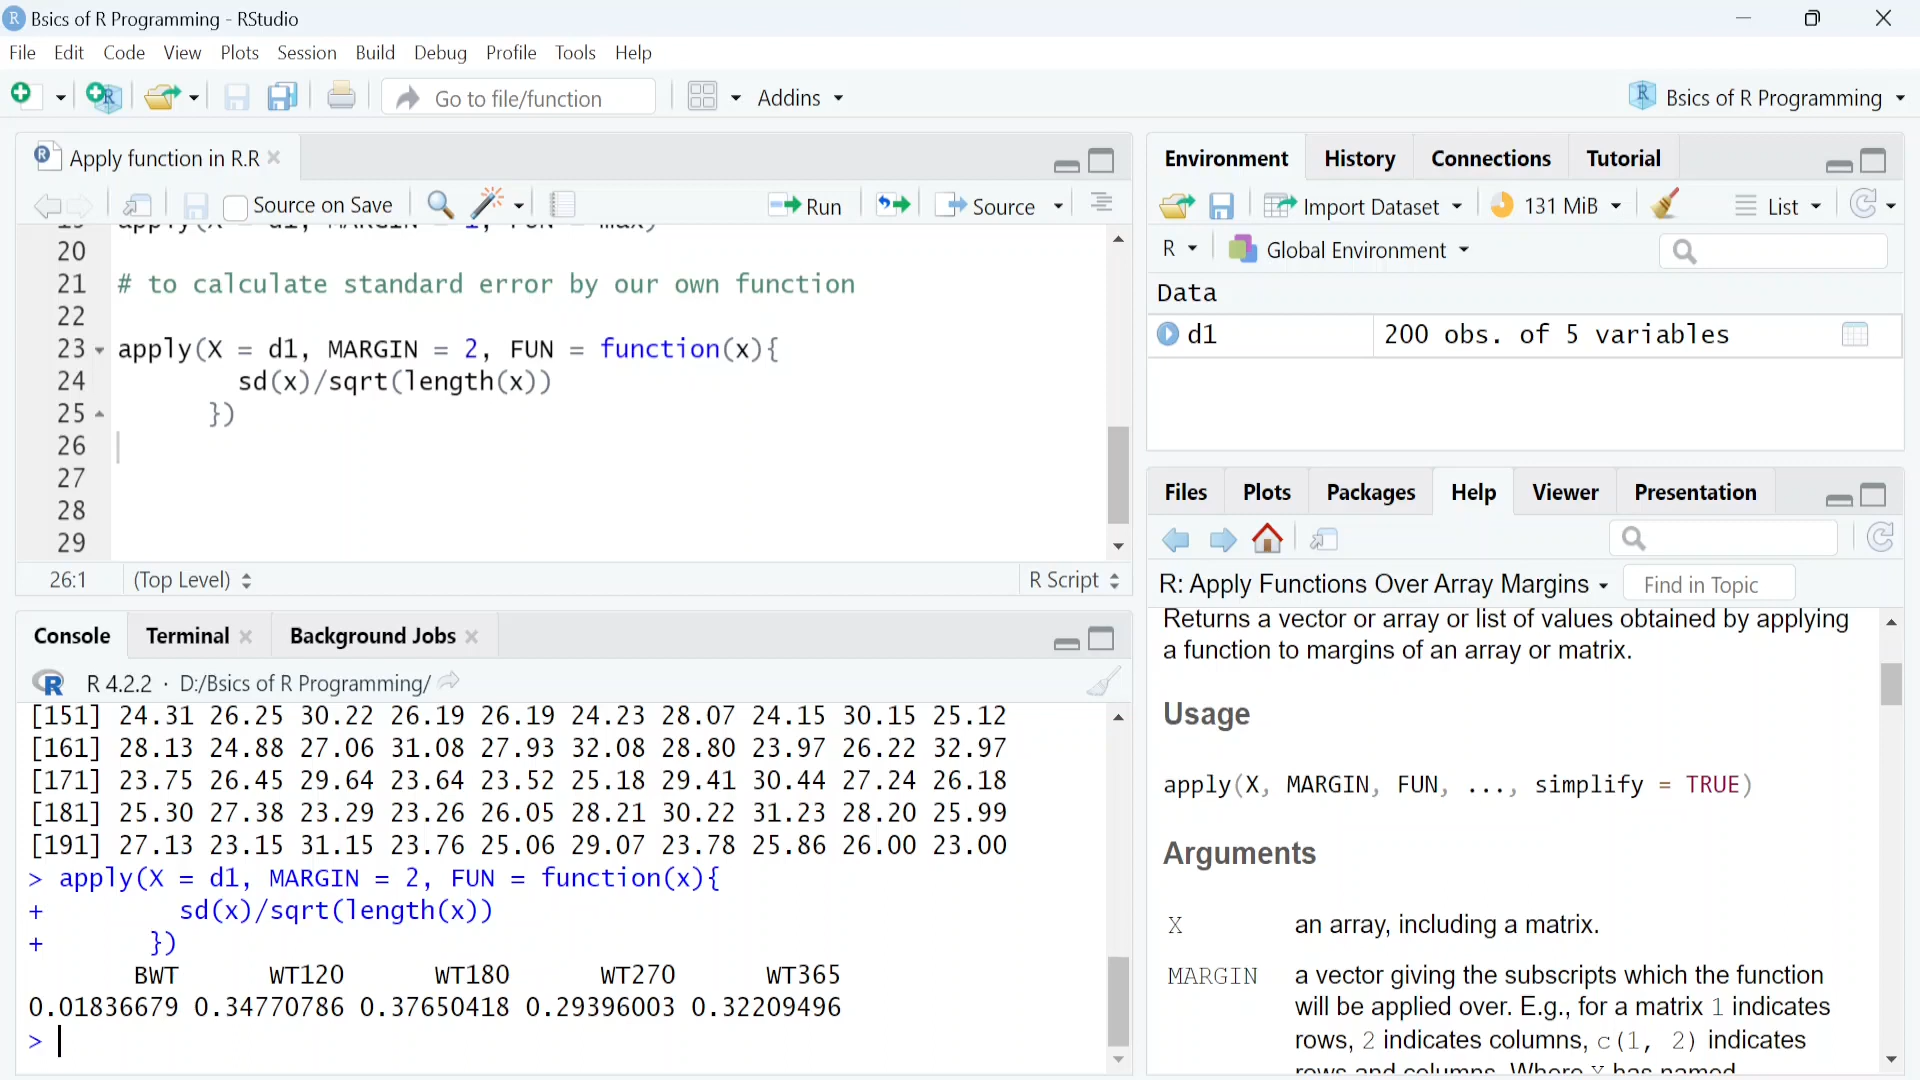 Bsics of R Programming - RStudio
File Edit Code View Plots Session Build Debug Profile Tools Help
Go to file/function Addins Bsics of R Programming
Apply function in R.R
Source on Save Run Source
20
21 # to calculate standard error by our own function
22
23 apply(X = d1, MARGIN = 2, FUN = function(x){
24 sd(x)/sqrt(length(x))
25 })
26
27
28
29
26:1 (Top Level) R Script
Console Terminal Background Jobs
R 4.2.2 · D:/Bsics of R Programming/
[151] 24.31 26.25 30.22 26.19 26.19 24.23 28.07 24.15 30.15 25.12
[161] 28.13 24.88 27.06 31.08 27.93 32.08 28.80 23.97 26.22 32.97
[171] 23.75 26.45 29.64 23.64 23.52 25.18 29.41 30.44 27.24 26.18
[181] 25.30 27.38 23.29 23.26 26.05 28.21 30.22 31.23 28.20 25.99
[191] 27.13 23.15 31.15 23.76 25.06 29.07 23.78 25.86 26.00 23.00
> apply(X = d1, MARGIN = 2, FUN = function(x){
+ sd(x)/sqrt(length(x))
+ })
BWT WT120 WT180 WT270 WT365
0.01836679 0.34770786 0.37650418 0.29396003 0.32209496
>
Environment History Connections Tutorial
Import Dataset 131 MiB List
R Global Environment
Data
d1 200 obs. of 5 variables
Files Plots Packages Help Viewer Presentation
R: Apply Functions Over Array Margins Find in Topic
Returns a vector or array or list of values obtained by applying
a function to margins of an array or matrix.
Usage
apply(X, MARGIN, FUN, ..., simplify = TRUE)
Arguments
X an array, including a matrix.
MARGIN a vector giving the subscripts which the function
will be applied over. E.g., for a matrix 1 indicates
rows, 2 indicates columns, c(1, 2) indicates
rows and columns. Where X has named